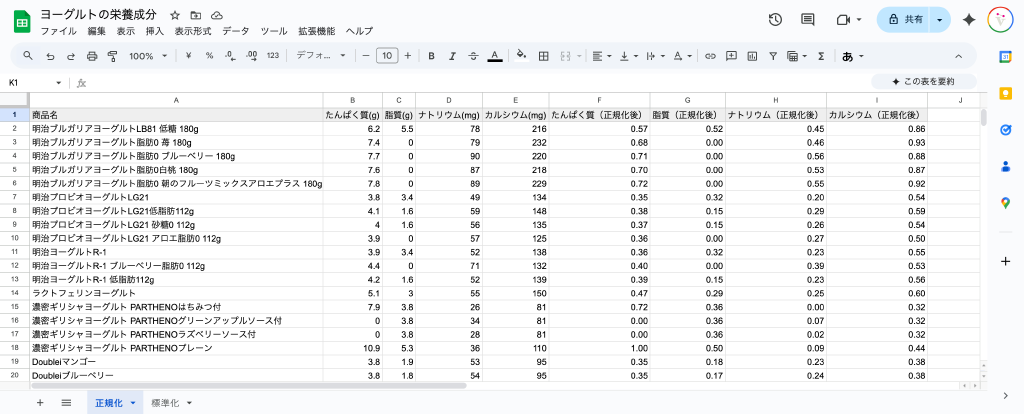 ヨーグルトの栄養成分
ファイル 編集 表示 挿入 表示形式 データ ツール 拡張機能 ヘルプ
共有
100% ¥ % .0 .00 123 デフォ... − 10 + B I A あ
K1 fx この表を要約
A B C D E F G H I J
1 商品名 たんぱく質(g) 脂質(g) ナトリウム(mg) カルシウム(mg) たんぱく質（正規化後） 脂質（正規化後） ナトリウム（正規化後） カルシウム（正規化後）
2 明治ブルガリアヨーグルトLB81 低糖 180g 6.2 5.5 78 216 0.57 0.52 0.45 0.86
3 明治ブルガリアヨーグルト脂肪0 苺 180g 7.4 0 79 232 0.68 0.00 0.46 0.93
4 明治ブルガリアヨーグルト脂肪0 ブルーベリー 180g 7.7 0 90 220 0.71 0.00 0.56 0.88
5 明治ブルガリアヨーグルト脂肪0白桃 180g 7.6 0 87 218 0.70 0.00 0.53 0.87
6 明治ブルガリアヨーグルト脂肪0 朝のフルーツミックスアロエプラス 180g 7.8 0 89 229 0.72 0.00 0.55 0.92
7 明治プロビオヨーグルトLG21 3.8 3.4 49 134 0.35 0.32 0.20 0.54
8 明治プロビオヨーグルトLG21低脂肪112g 4.1 1.6 59 148 0.38 0.15 0.29 0.59
9 明治プロビオヨーグルトLG21 砂糖0 112g 4 1.6 56 135 0.37 0.15 0.26 0.54
10 明治プロビオヨーグルトLG21 アロエ脂肪0 112g 3.9 0 57 125 0.36 0.00 0.27 0.50
11 明治ヨーグルトR-1 3.9 3.4 52 138 0.36 0.32 0.23 0.55
12 明治ヨーグルトR-1 ブルーベリー脂肪0 112g 4.4 0 71 132 0.40 0.00 0.39 0.53
13 明治ヨーグルトR-1 低脂肪112g 4.2 1.6 52 139 0.39 0.15 0.23 0.56
14 ラクトフェリンヨーグルト 5.1 3 55 150 0.47 0.29 0.25 0.60
15 濃密ギリシャヨーグルト PARTHENOはちみつ付 7.9 3.8 26 81 0.72 0.36 0.00 0.32
16 濃密ギリシャヨーグルト PARTHENOグリーンアップルソース付 0 3.8 34 81 0.00 0.36 0.07 0.32
17 濃密ギリシャヨーグルト PARTHENOラズベリーソース付 0 3.8 28 81 0.00 0.36 0.02 0.32
18 濃密ギリシャヨーグルト PARTHENOプレーン 10.9 5.3 36 110 1.00 0.50 0.09 0.44
19 Doubleiマンゴー 3.8 1.9 53 95 0.35 0.18 0.23 0.38
20 Doubleiブルーベリー 3.8 1.8 54 95 0.35 0.17 0.24 0.38
正規化 標準化